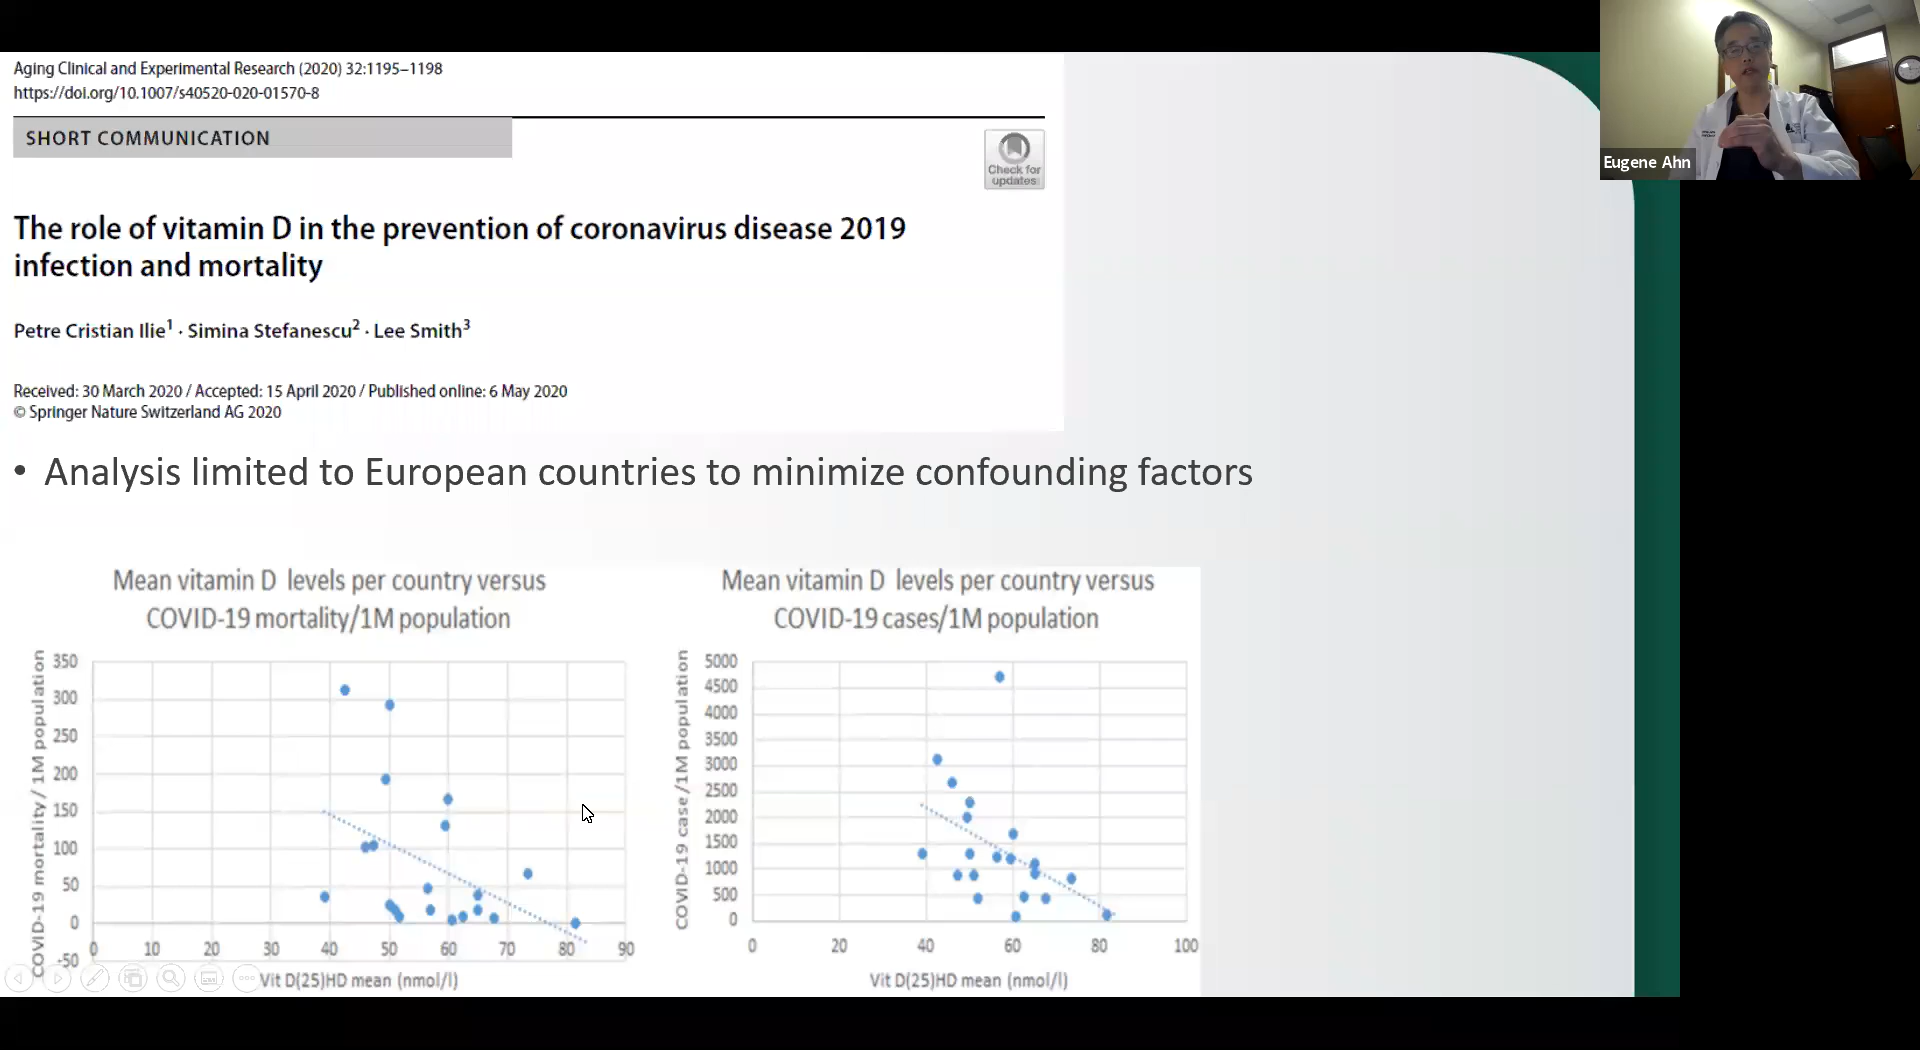 Aging Clinical and Experimental Research (2020) 32:1195–1198
https://doi.org/10.1007/s40520-020-01570-8
SHORT COMMUNICATION
Check for
updates
The role of vitamin D in the prevention of coronavirus disease 2019
infection and mortality
Petre Cristian Ilie1 · Simina Stefanescu2 · Lee Smith3
Received: 30 March 2020 / Accepted: 15 April 2020 / Published online: 6 May 2020
© Springer Nature Switzerland AG 2020
Eugene Ahn
• Analysis limited to European countries to minimize confounding factors
Mean vitamin D levels per country versus
COVID-19 mortality/1M population
COVID-19 mortality/ 1M population
350
300
250
200
150
100
50
0
-50
0 10 20 30 40 50 60 70 80 90
Vit D(25)HD mean (nmol/l)
Mean vitamin D levels per country versus
COVID-19 cases/1M population
COVID-19 case/1M population
5000
4500
4000
3500
3000
2500
2000
1500
1000
500
0
0 20 40 60 80 100
Vit D(25)HD mean (nmol/l)